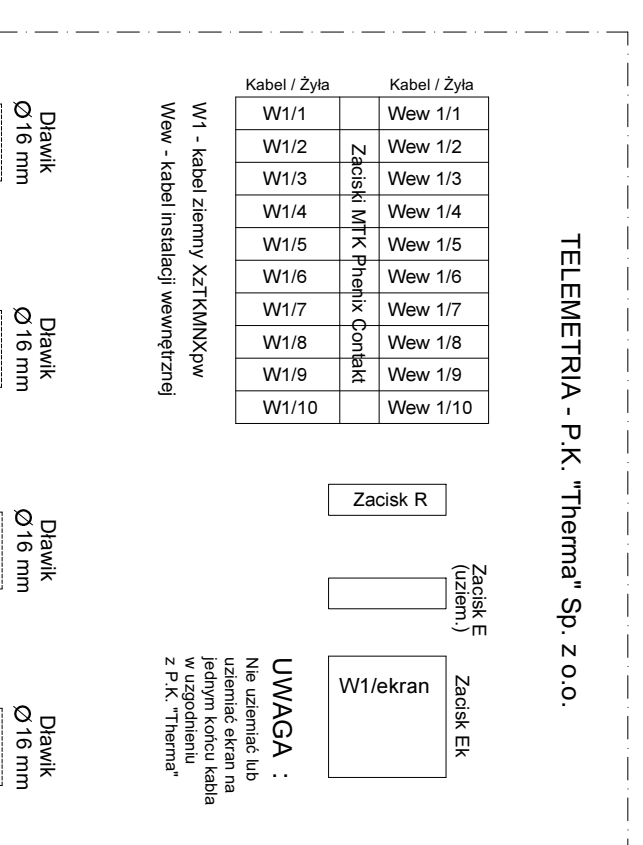 TELEMETRIA - P.K. "Therma" Sp. z o.o.
Kabel / Żyła Kabel / Żyła
W1/1 Wew 1/1
W1/2 Wew 1/2
W1/3 Wew 1/3
W1/4 Wew 1/4
W1/5 Wew 1/5
W1/6 Wew 1/6
W1/7 Wew 1/7
W1/8 Wew 1/8
W1/9 Wew 1/9
W1/10 Wew 1/10
Zaciski MTK Phenix Contakt
W1 - kabel ziemny XzTKMNXpw
Wew - kabel instalacji wewnętrznej
Zacisk R
Zacisk E
(uziem.)
Zacisk Ek
W1/ekran
UWAGA :
Nie uziemiać lub
uziemiać ekran na
jednym końcu kabla
w uzgodnieniu
z P.K. "Therma"
Dławik
Ø16 mm
Dławik
Ø16 mm
Dławik
Ø16 mm
Dławik
Ø16 mm